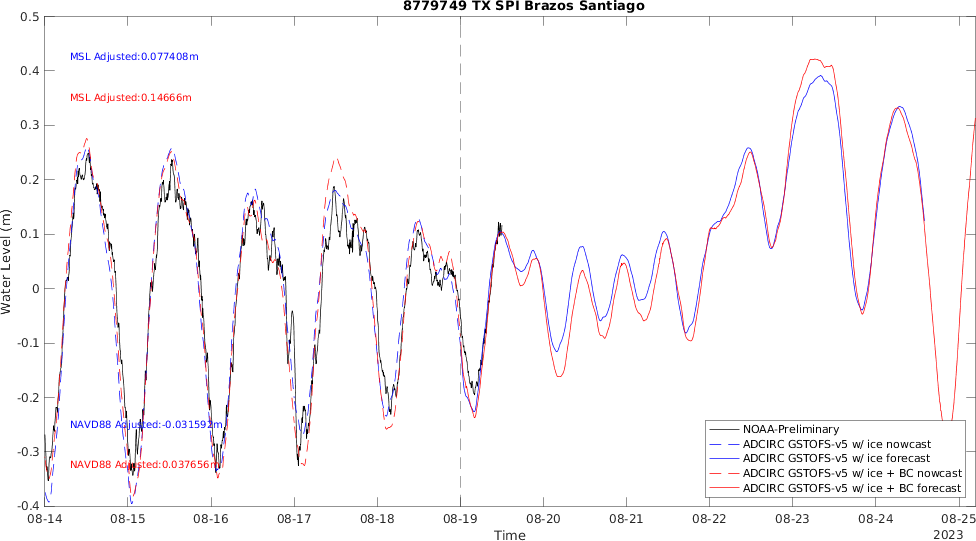 8779749 TX SPI Brazos Santiago
0.5
MSL Adjusted:0.077408m
0.4
MSL Adjusted:0.14666m
0.3
0.2
0.1
Water Level (m)
0
-0.1
-0.2
NAVD88 Adjusted:-0.031592m
-0.3
NAVD88 Adjusted:0.037656m
-0.4
NOAA-Preliminary
ADCIRC GSTOFS-v5 w/ ice nowcast
ADCIRC GSTOFS-v5 w/ ice forecast
ADCIRC GSTOFS-v5 w/ ice + BC nowcast
ADCIRC GSTOFS-v5 w/ ice + BC forecast
08-14 08-15 08-16 08-17 08-18 08-19 08-20 08-21 08-22 08-23 08-24 08-25
Time 2023